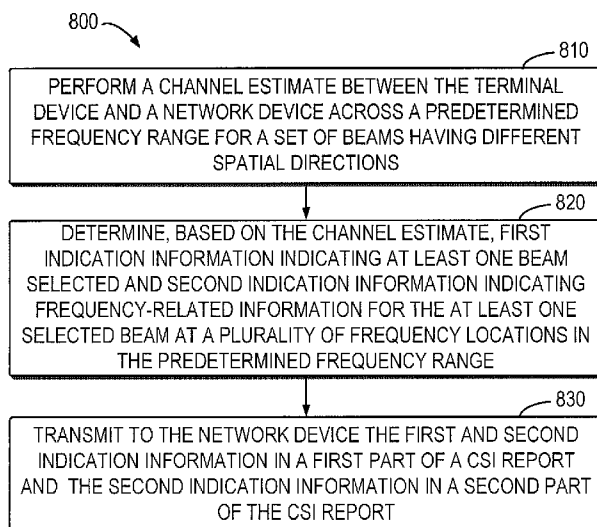 800
810
PERFORM A CHANNEL ESTIMATE BETWEEN THE TERMINAL
DEVICE AND A NETWORK DEVICE ACROSS A PREDETERMINED
FREQUENCY RANGE FOR A SET OF BEAMS HAVING DIFFERENT
SPATIAL DIRECTIONS
820
DETERMINE, BASED ON THE CHANNEL ESTIMATE, FIRST
INDICATION INFORMATION INDICATING AT LEAST ONE BEAM
SELECTED AND SECOND INDICATION INFORMATION INDICATING
FREQUENCY-RELATED INFORMATION FOR THE AT LEAST ONE
SELECTED BEAM AT A PLURALITY OF FREQUENCY LOCATIONS IN
THE PREDETERMINED FREQUENCY RANGE
830
TRANSMIT TO THE NETWORK DEVICE THE FIRST AND SECOND
INDICATION INFORMATION IN A FIRST PART OF A CSI REPORT
AND THE SECOND INDICATION INFORMATION IN A SECOND PART
OF THE CSI REPORT